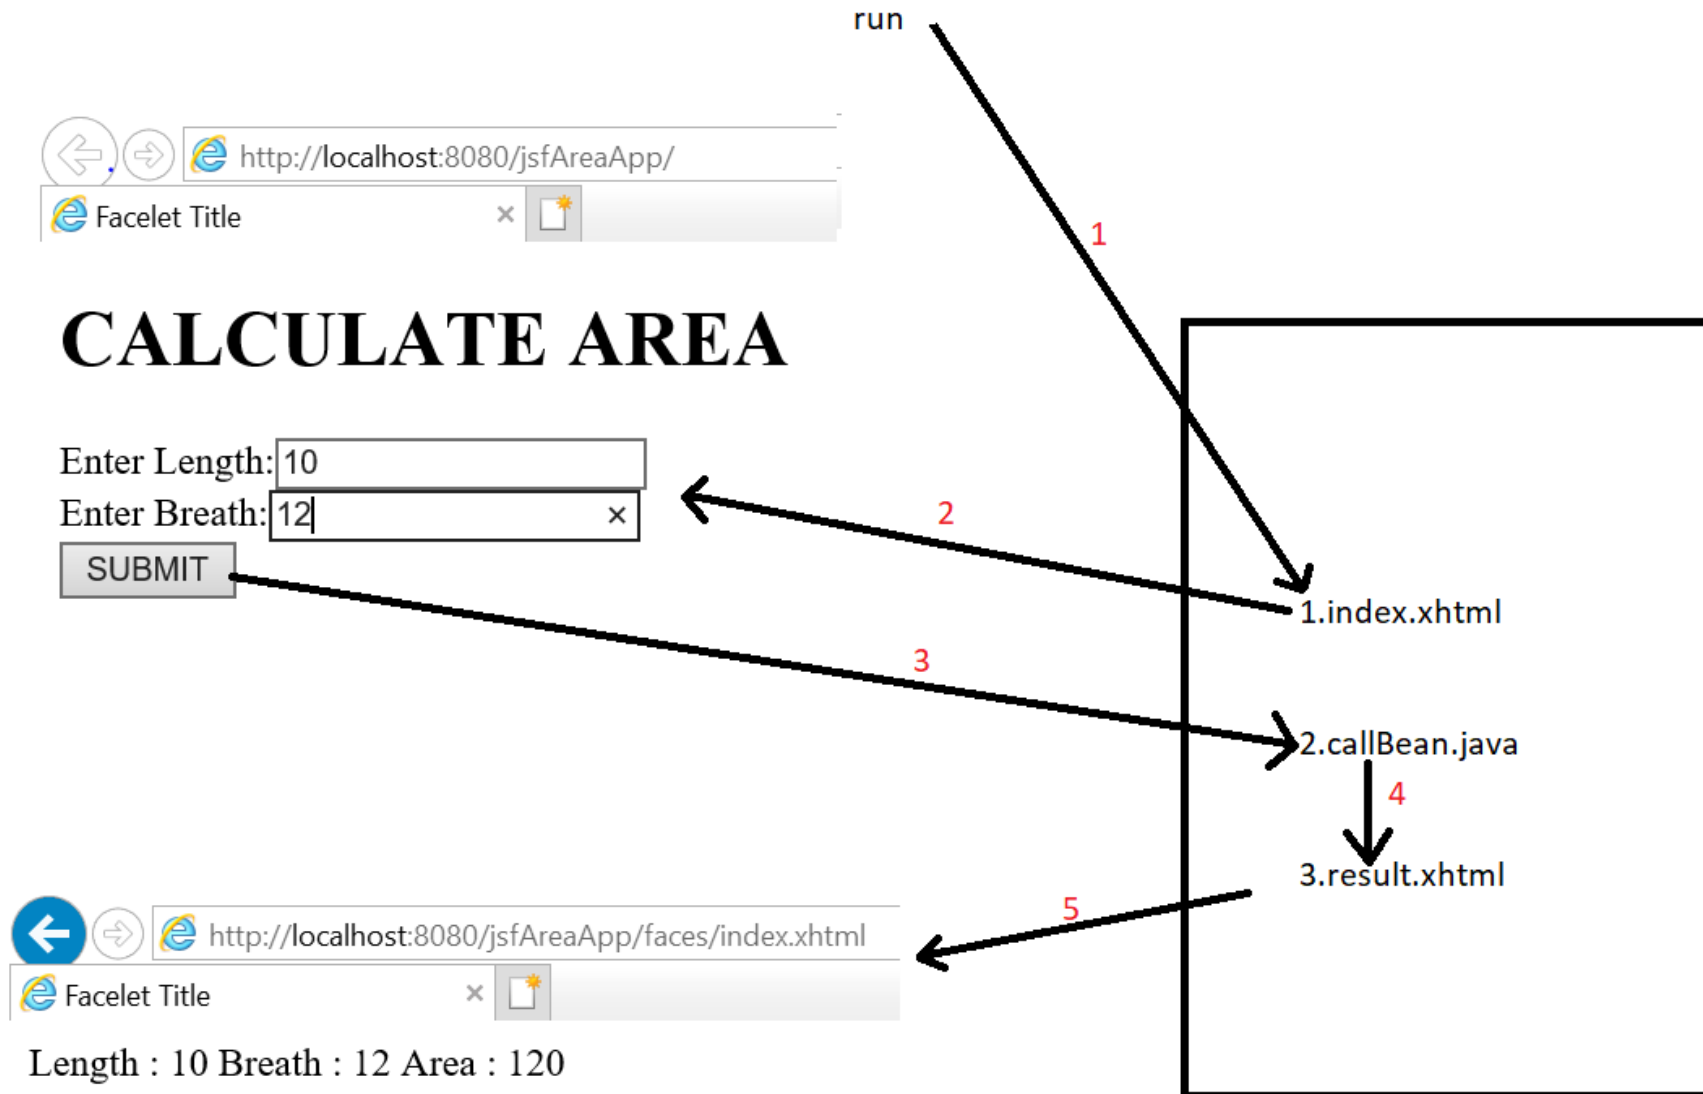 run
http://localhost:8080/jsfAreaApp/
Facelet Title
1
CALCULATE AREA
Enter Length: 10
2
Enter Breath: 12
SUBMIT
1.index.xhtml
3
2.callBean.java
4
3.result.xhtml
5
http://localhost:8080/jsfAreaApp/faces/index.xhtml
Facelet Title
Length : 10 Breath : 12 Area : 120